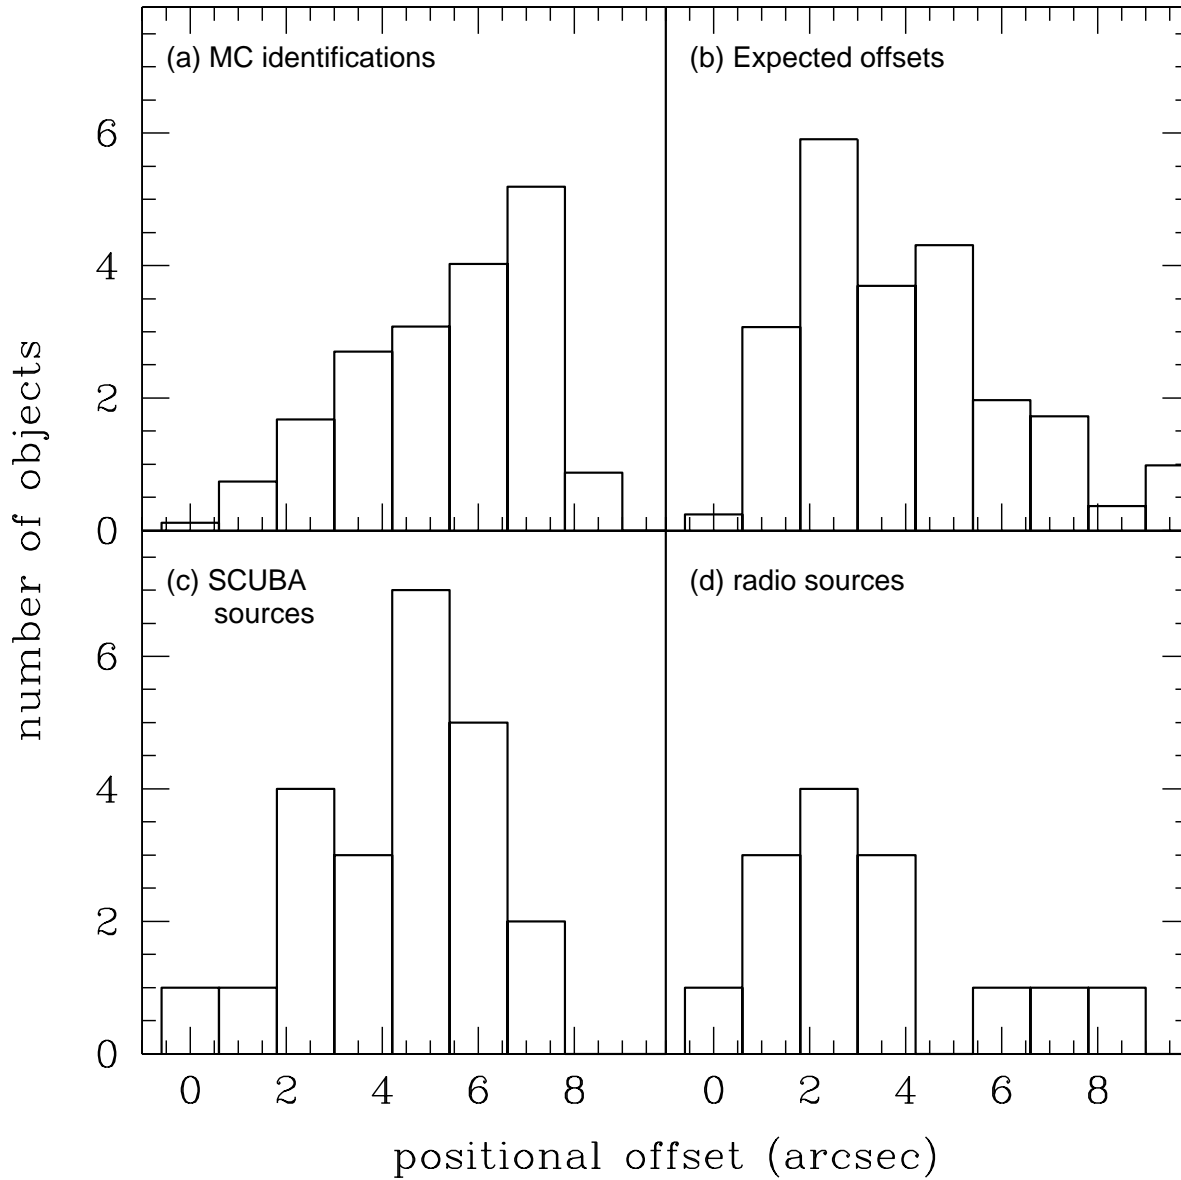 (a) MC identifications
(b) Expected offsets
6
4
2
0
(c) SCUBA
sources
(d) radio sources
6
4
2
0
0 2 4 6 8
0 2 4 6 8
number of objects
positional offset (arcsec)